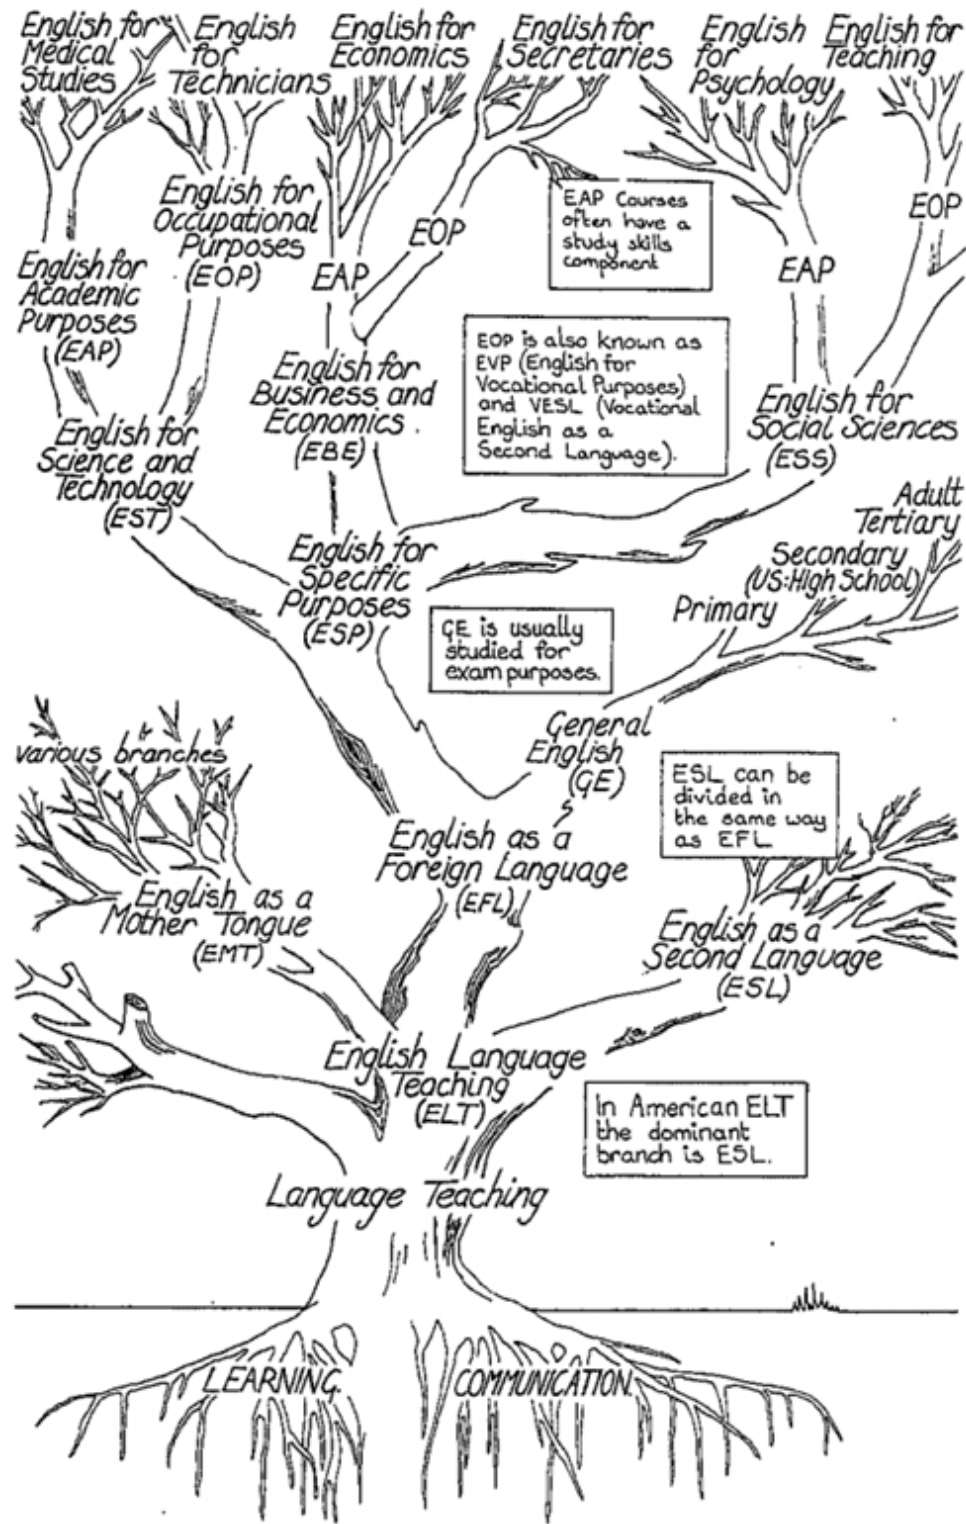 English for
Medical
Studies
English
for
Technicians
English for
Economics
English for
Secretaries
English
for
Psychology
English for
Teaching
English for
Occupational
Purposes
(EOP)
EOP
EAP Courses
often have a
study skills
component
EOP
English for
Academic
Purposes
(EAP)
EAP
EAP
EOP is also known as
EVP (English for
Vocational Purposes)
and VESL (Vocational
English as a
Second Language).
English for
Business and
Economics
(EBE)
English for
Social Sciences
(ESS)
English for
Science and
Technology
(EST)
Adult
Tertiary
Secondary
(US:High School)
Primary
English for
Specific
Purposes
(ESP)
GE is usually
studied for
exam purposes.
General
English
(GE)
various branches
ESL can be
divided in
the same way
as EFL
English as a
Foreign Language
(EFL)
English as a
Mother Tongue
(EMT)
English as a
Second Language
(ESL)
English Language
Teaching
(ELT)
In American ELT
the dominant
branch is ESL.
Language Teaching
LEARNING.
COMMUNICATION.